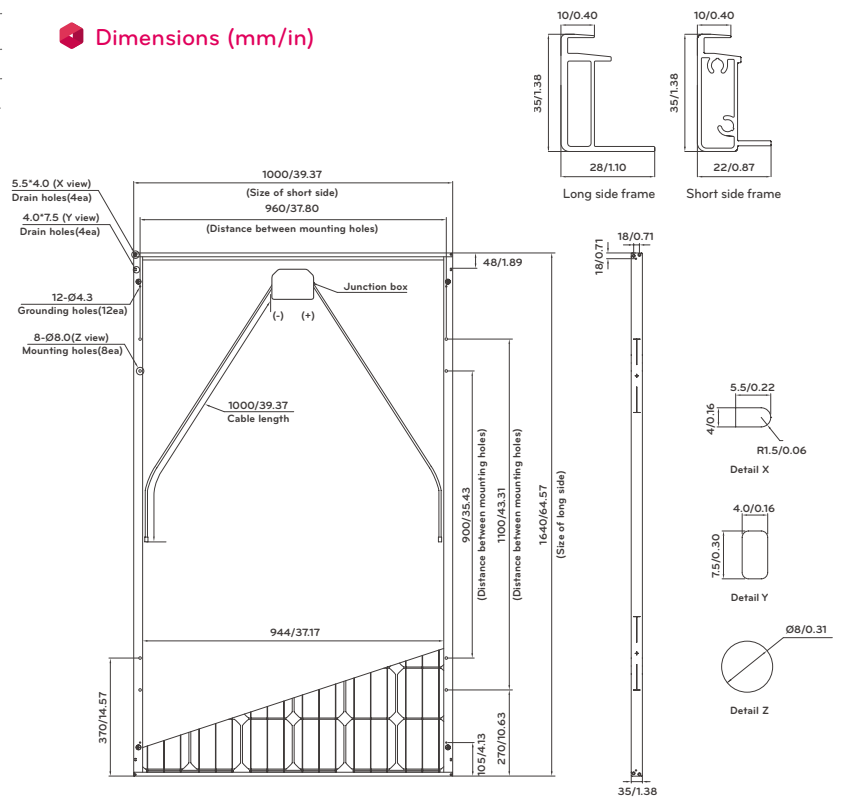 Dimensions (mm/in)
10/0.40
10/0.40
35/1.38
35/1.38
28/1.10
22/0.87
Long side frame
Short side frame
1000/39.37
(Size of short side)
960/37.80
(Distance between mounting holes)
5.5*4.0 (X view)
Drain holes(4ea)
4.0*7.5 (Y view)
Drain holes(4ea)
12-Ø4.3
Grounding holes(12ea)
8-Ø8.0(Z view)
Mounting holes(8ea)
48/1.89
Junction box
(-)
(+)
1000/39.37
Cable length
900/35.43
(Distance between mounting holes)
1100/43.31
(Distance between mounting holes)
1640/64.57
(Size of long side)
944/37.17
370/14.57
105/4.13
270/10.63
18/0.71
18/0.71
35/1.38
5.5/0.22
4/0.16
R1.5/0.06
Detail X
4.0/0.16
7.5/0.30
Detail Y
Ø8/0.31
Detail Z